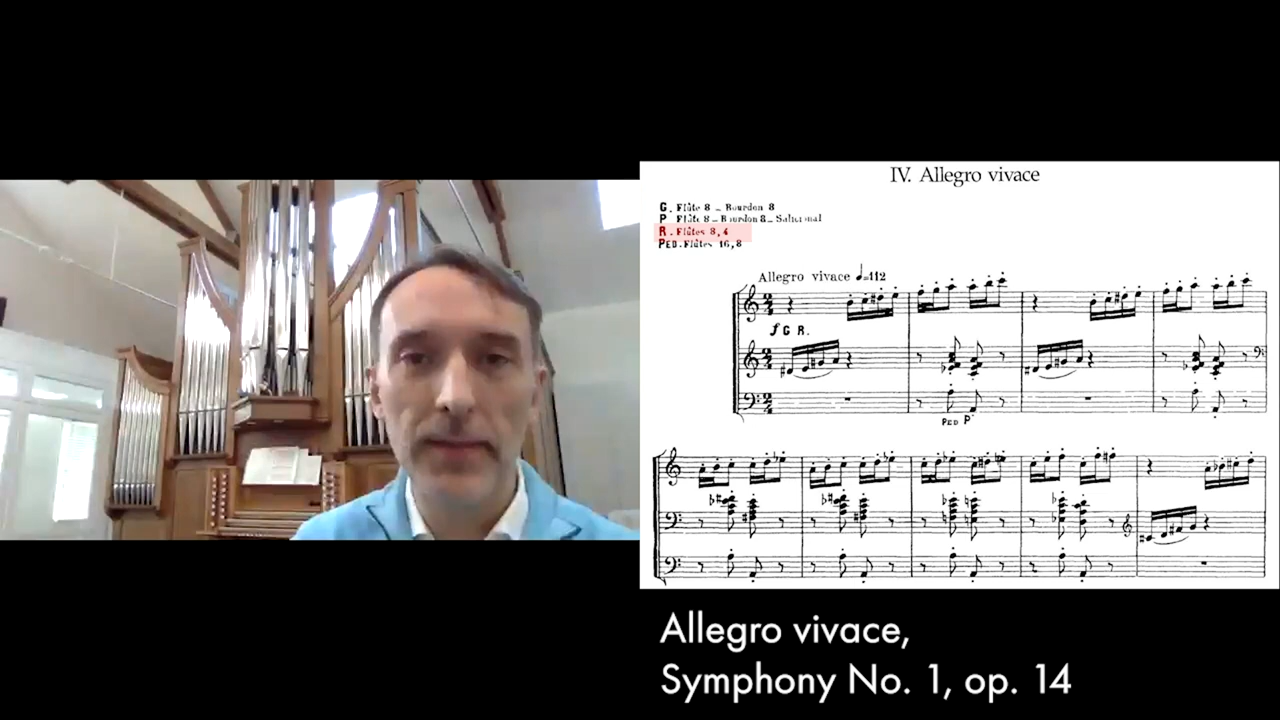 IV. Allegro vivace
G. Flûte 8 _ Bourdon 8
P Flûte 8 _ Bourdon 8 _ Salicional
R. Flûtes 8, 4
PED. Flûtes 16, 8
Allegro vivace ♩=112
f G R.
PED P
Allegro vivace,
Symphony No. 1, op. 14